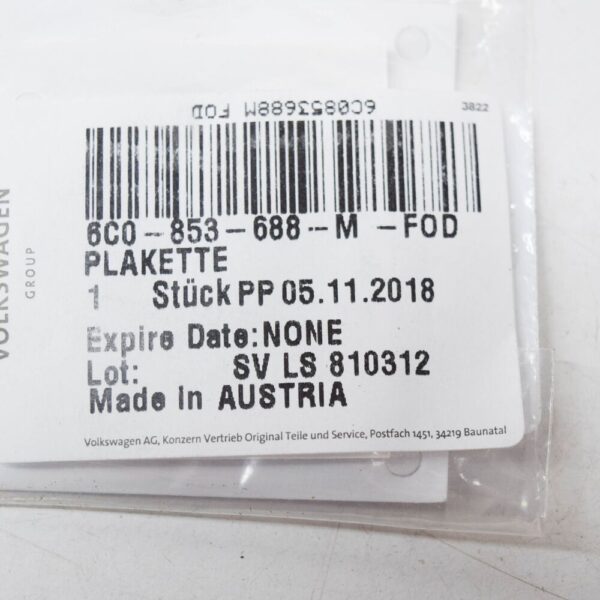 6C0853688M FOD
3822
6C0-853-688--M -FOD
PLAKETTE
1 Stück PP 05.11.2018
Expire Date:NONE
Lot: SV LS 810312
Made in AUSTRIA
Volkswagen AG, Konzern Vertrieb Original Teile und Service, Postfach 1451, 34219 Baunatal
VOLKSWAGEN
GROUP